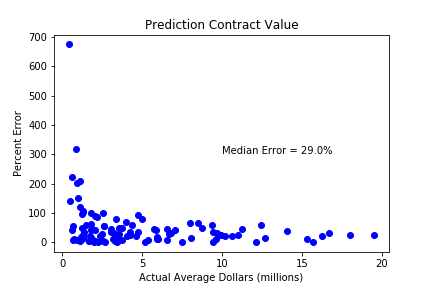 Prediction Contract Value
700
600
500
400
300
200
100
0
Percent Error
Median Error = 29.0%
0 5 10 15 20
Actual Average Dollars (millions)